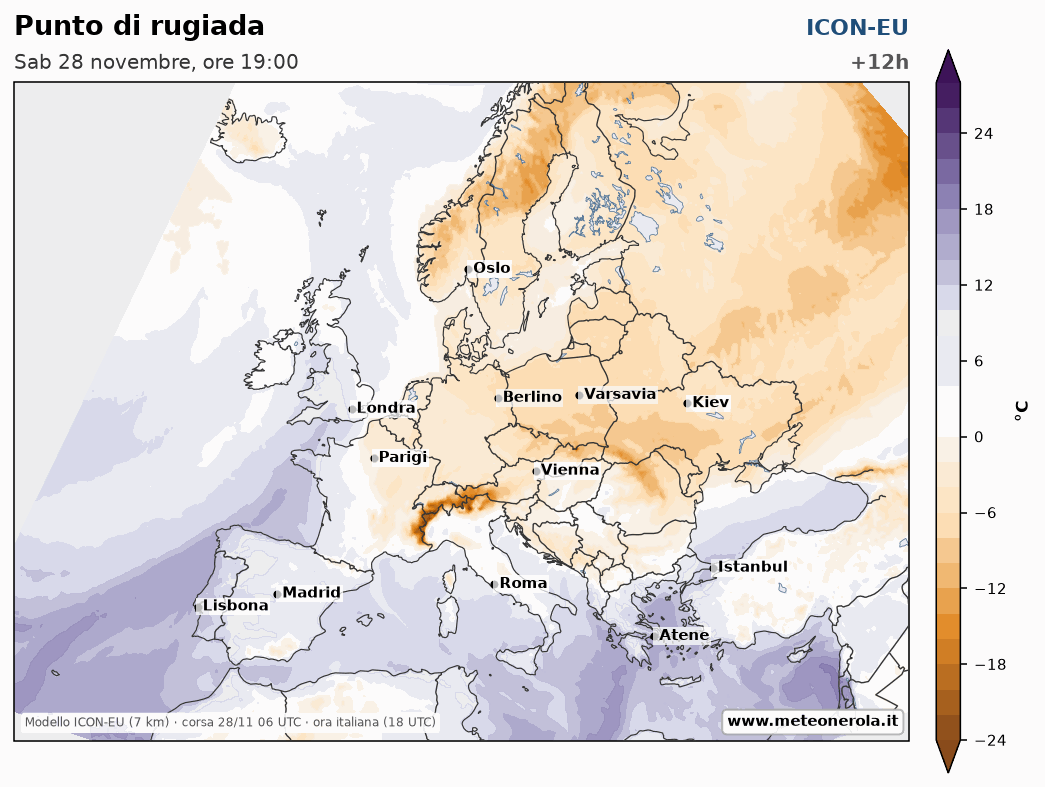 Punto di rugiada
ICON-EU
Sab 28 novembre, ore 19:00
+12h
24
18
12
6
0
−6
−12
−18
−24
°C
Oslo
Berlino
Varsavia
Kiev
Londra
Parigi
Vienna
Istanbul
Roma
Madrid
Lisbona
Atene
Modello ICON-EU (7 km) · corsa 28/11 06 UTC · ora italiana (18 UTC)
www.meteonerola.it